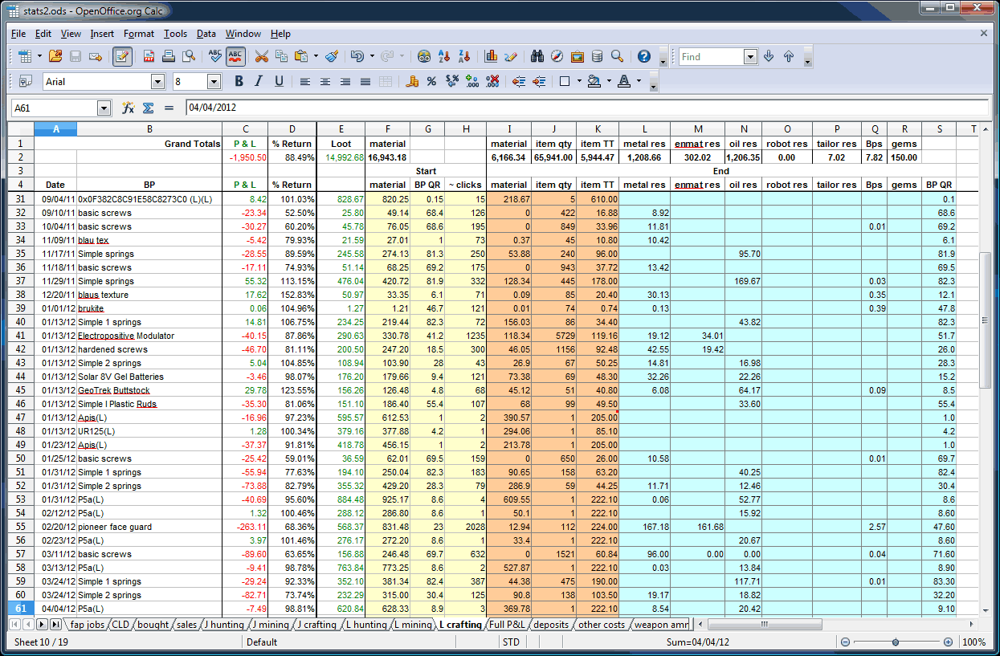 stats2.ods - OpenOffice.org Calc
File Edit View Insert Format Tools Data Window Help
Find
Arial 8
A61 04/04/2012
A B C D E F G H I J K L M N O P Q R S T
1 Grand Totals P & L % Return Loot material material item qty item TT metal res enmat res oil res robot res tailor res Bps gems
2 -1,950.50 88.49% 14,992.68 16,943.18 6,166.34 65,941.00 5,944.47 1,208.66 302.02 1,206.35 0.00 7.02 7.82 150.00
3 Start End
4 Date BP P & L % Return material BP QR ~ clicks material item qty item TT metal res enmat res oil res robot res tailor res Bps gems BP QR
31 09/04/11 0x0F382C8C91E58C8273C0 (L)(L) 8.42 101.03% 828.67 820.25 0.15 15 218.67 5 610.00 0.1
32 09/10/11 basic screws -23.34 52.50% 25.80 49.14 68.4 126 0 422 16.88 8.92 68.6
33 10/04/11 basic screws -30.27 60.20% 45.78 76.05 68.6 195 0 849 33.96 11.81 0.01 69.2
34 11/09/11 blau tex -5.42 79.93% 21.59 27.01 1 73 0.37 45 10.80 10.42 6.1
35 11/17/11 Simple springs -28.55 89.59% 245.58 274.13 81.3 250 53.88 240 96.00 95.70 81.9
36 11/18/11 basic screws -17.11 74.93% 51.14 68.25 69.2 175 0 943 37.72 13.42 69.5
37 11/29/11 Simple springs 55.32 113.15% 476.04 420.72 81.9 332 128.34 445 178.00 169.67 0.03 82.3
38 12/20/11 blaus texture 17.62 152.83% 50.97 33.35 6.1 71 0.09 85 20.40 30.13 0.35 12.1
39 01/01/12 brukite 0.06 104.96% 1.27 1.21 46.7 121 0.01 74 0.74 0.13 0.39 47.8
40 01/13/12 Simple 1 springs 14.81 106.75% 234.25 219.44 82.3 72 156.03 86 34.40 43.82 82.3
41 01/13/12 Electropositive Modulator -40.15 87.86% 290.63 330.78 41.2 1235 118.34 5729 119.16 19.12 34.01 51.7
42 01/13/12 hardened screws -46.70 81.11% 200.50 247.20 18.5 300 46.05 1156 92.48 42.55 19.42 26.0
43 01/13/12 Simple 2 springs 5.04 104.85% 108.94 103.90 28 43 26.9 67 50.25 14.81 16.98 28.3
44 01/13/12 Solar 8V Gel Batteries -3.46 98.07% 176.20 179.66 9.4 121 73.38 69 48.30 32.26 22.26 15.2
45 01/13/12 GeoTrek Buttstock 29.78 123.55% 156.26 126.48 4.8 68 45.12 51 40.80 6.08 64.17 0.09 8.5
46 01/13/12 Simple I Plastic Ruds -35.30 81.06% 151.10 186.40 55.4 107 68 99 49.50 33.60 55.4
47 01/13/12 Apis(L) -16.96 97.23% 595.57 612.53 1 2 390.57 1 205.00 1.0
48 01/13/12 UR125(L) 1.28 100.34% 379.16 377.88 4.2 1 294.06 1 85.10 4.2
49 01/23/12 Apis(L) -37.37 91.81% 418.78 456.15 1 2 213.78 1 205.00 1.0
50 01/25/12 basic screws -25.42 59.01% 36.59 62.01 69.5 159 0 650 26.00 10.58 0.01 69.7
51 01/31/12 Simple 1 springs -55.94 77.63% 194.10 250.04 82.3 183 90.65 158 63.20 40.25 82.4
52 01/31/12 Simple 2 springs -73.88 82.79% 355.32 429.20 28.3 79 286.9 59 44.25 11.71 12.46 30.4
53 01/31/12 P5a(L) -40.69 95.60% 884.48 925.17 8.6 4 609.55 1 222.10 0.06 52.77 8.6
54 02/12/12 P5a(L) 1.32 100.46% 288.12 286.80 8.6 1 50.1 1 222.10 15.92 8.60
55 02/20/12 pioneer face guard -263.11 68.36% 568.37 831.48 23 2028 12.94 112 224.00 167.18 161.68 2.57 47.60
56 02/23/12 P5a(L) 3.97 101.46% 276.17 272.20 8.6 1 33.4 1 222.10 20.67 8.60
57 03/11/12 basic screws -89.60 63.65% 156.88 246.48 69.7 632 0 1521 60.84 96.00 0.00 0.00 0.04 71.60
58 03/13/12 P5a(L) -9.41 98.78% 763.84 773.25 8.6 2 527.87 1 222.10 0.03 13.84 8.90
59 03/24/12 Simple 1 springs -29.24 92.33% 352.10 381.34 82.4 387 44.38 475 190.00 117.71 0.01 83.30
60 03/24/12 Simple 2 springs -82.71 73.74% 232.29 315.00 30.4 125 90.8 138 103.50 19.17 18.82 32.20
61 04/04/12 P5a(L) -7.49 98.81% 620.84 628.33 8.9 3 369.78 1 222.10 8.54 20.42 9.10
fap jobs CLD bought sales J hunting J mining J crafting L hunting L mining L crafting Full P&L deposits other costs weapon amm
Sheet 10 / 19 Default STD Sum=04/04/12 100%